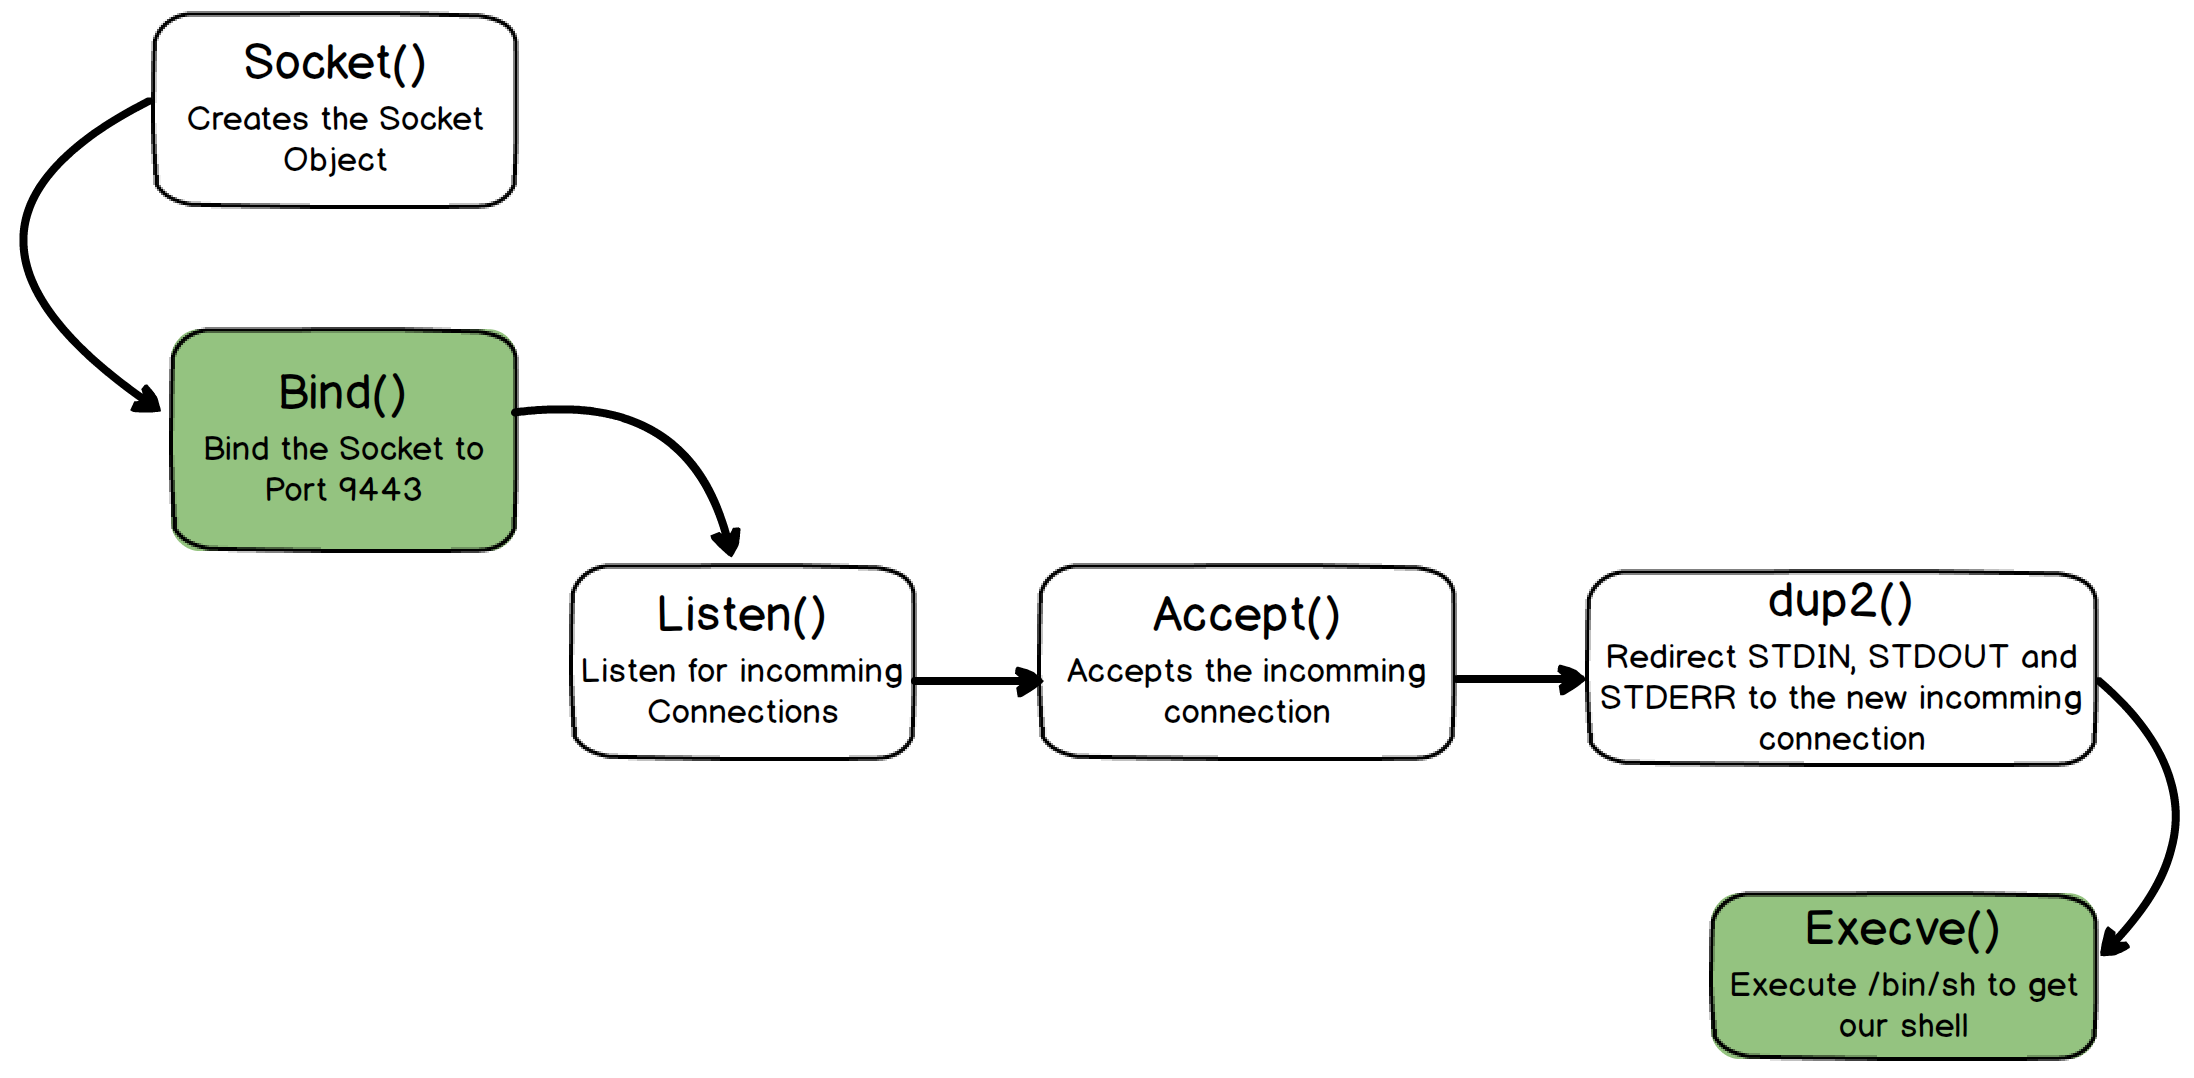 Socket()
Creates the Socket
Object
Bind()
Bind the Socket to
Port 9443
Listen()
Listen for incomming
Connections
Accept()
Accepts the incomming
connection
dup2()
Redirect STDIN, STDOUT and
STDERR to the new incomming
connection
Execve()
Execute /bin/sh to get
our shell